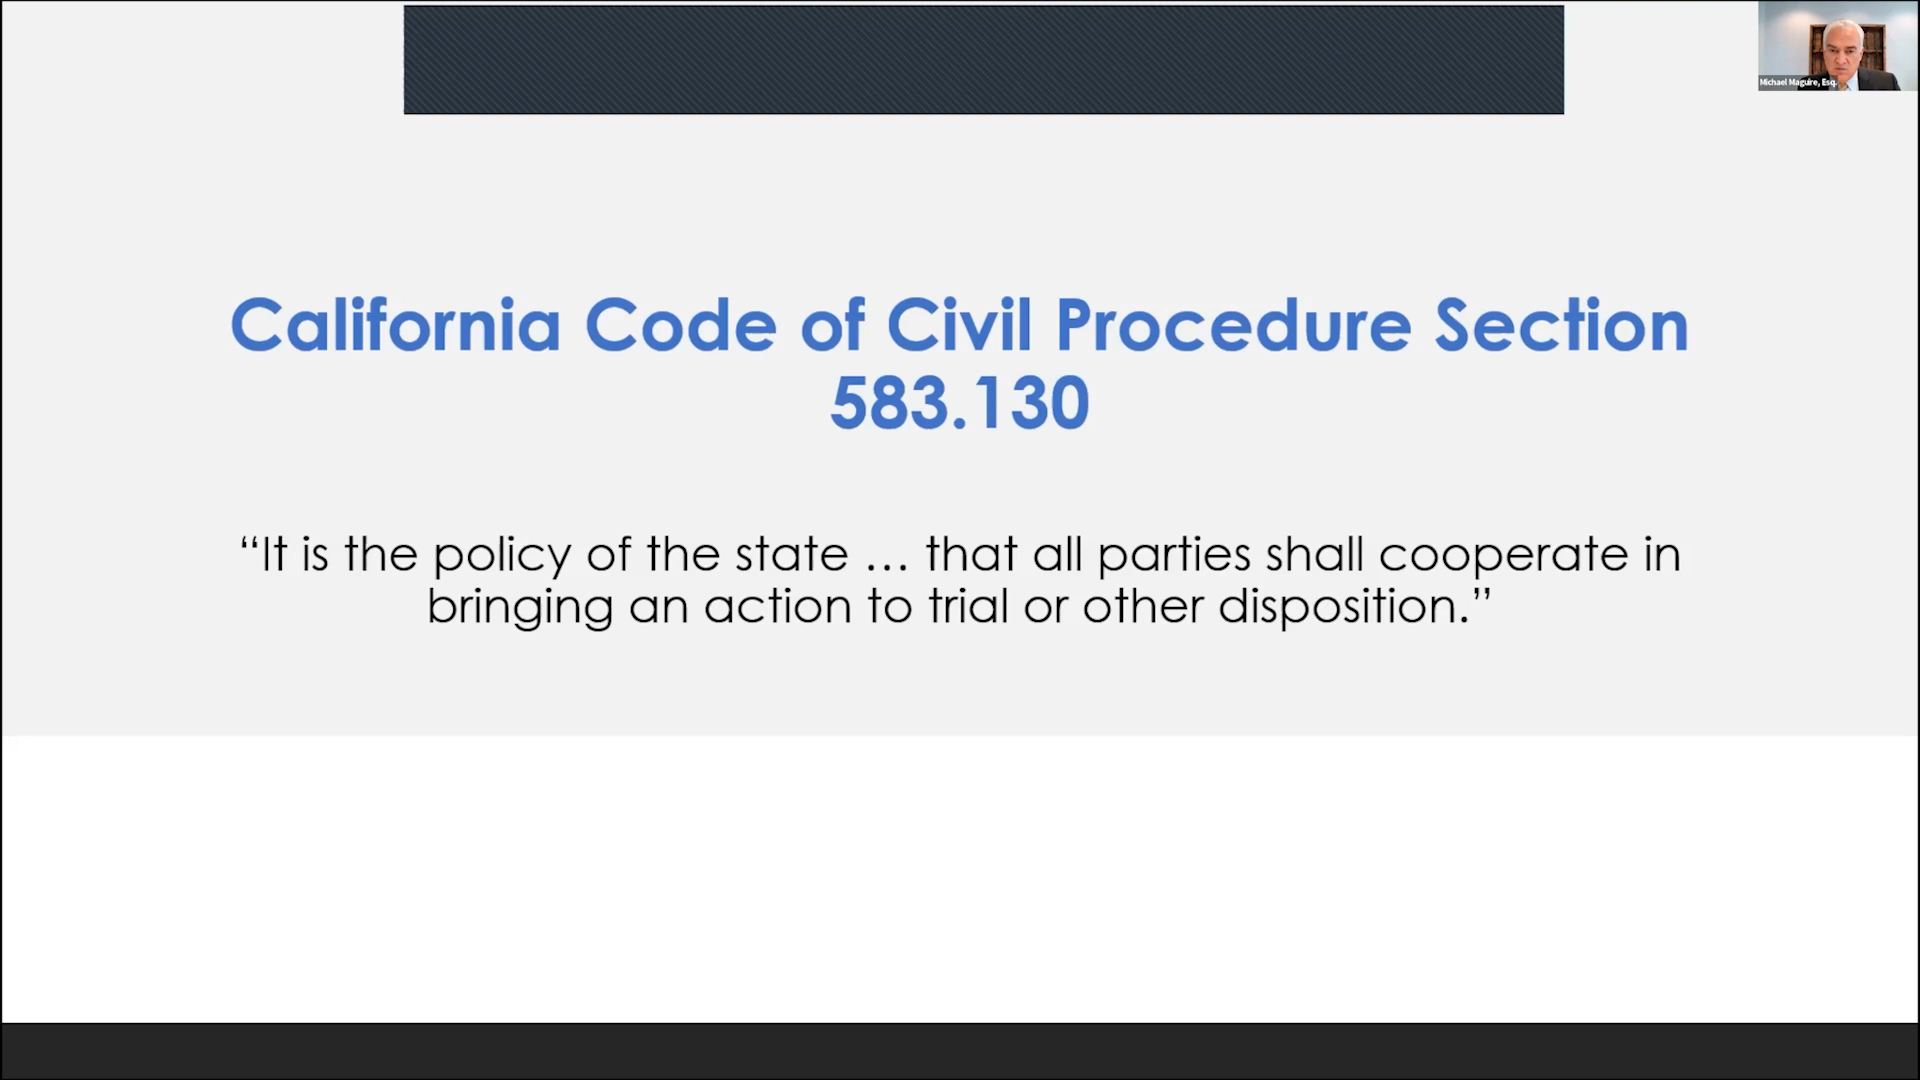 Michael Maguire, Esq.
California Code of Civil Procedure Section
583.130
“It is the policy of the state … that all parties shall cooperate in
bringing an action to trial or other disposition.”